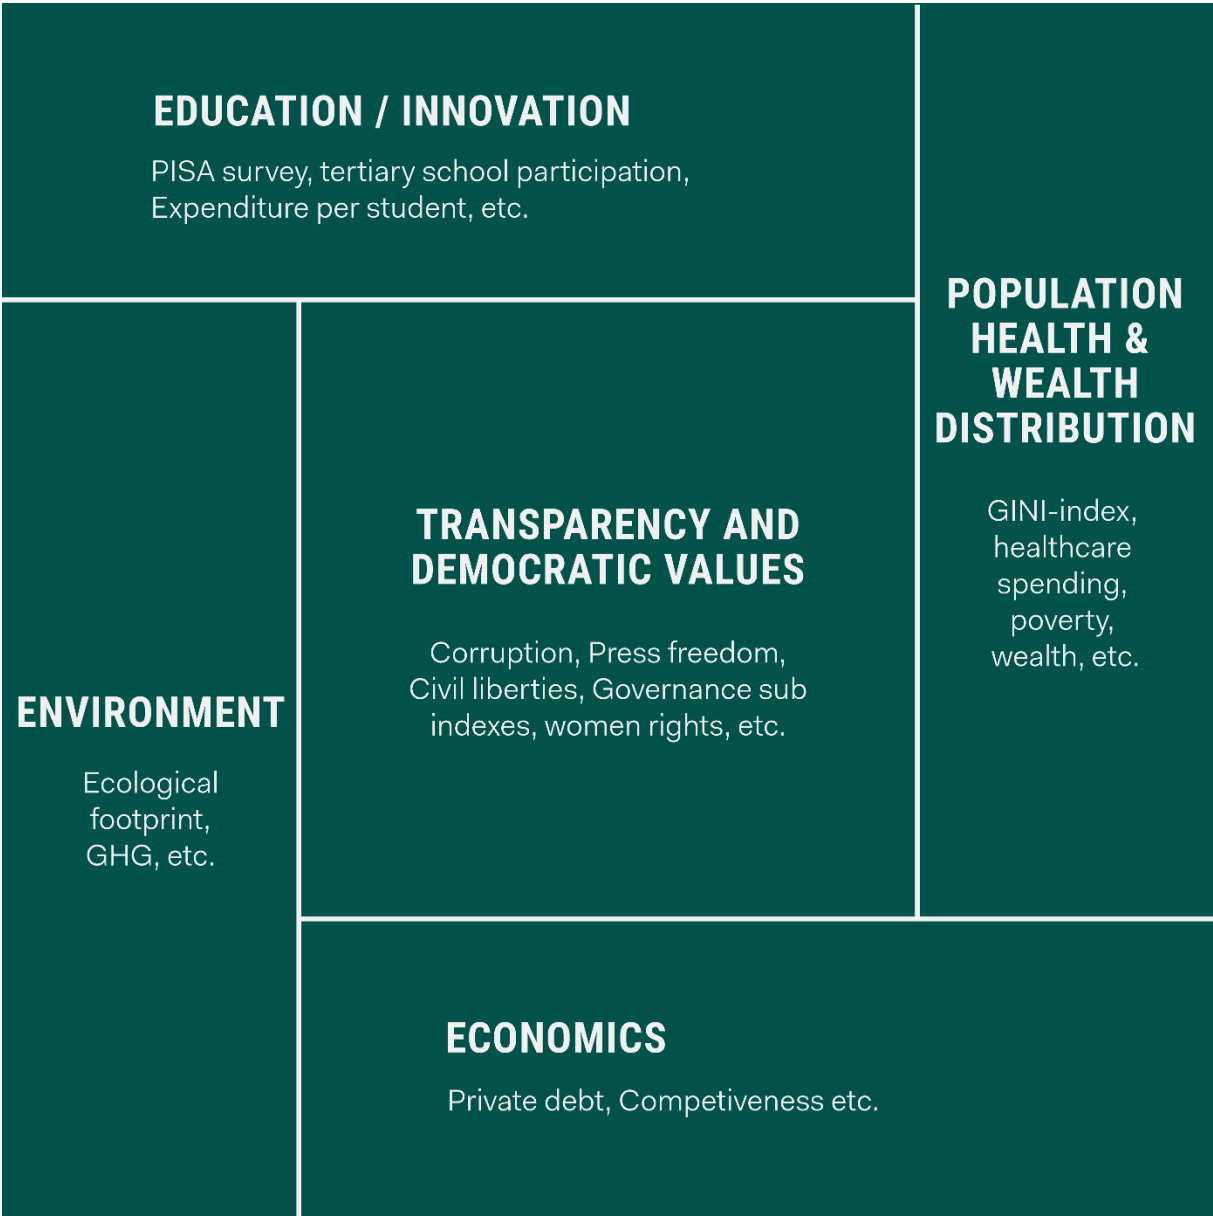 EDUCATION / INNOVATION
PISA survey, tertiary school participation,
Expenditure per student, etc.
POPULATION
HEALTH &
WEALTH
DISTRIBUTION
GINI-index,
healthcare
spending,
poverty,
wealth, etc.
TRANSPARENCY AND
DEMOCRATIC VALUES
Corruption, Press freedom,
Civil liberties, Governance sub
indexes, women rights, etc.
ENVIRONMENT
Ecological
footprint,
GHG, etc.
ECONOMICS
Private debt, Competiveness etc.